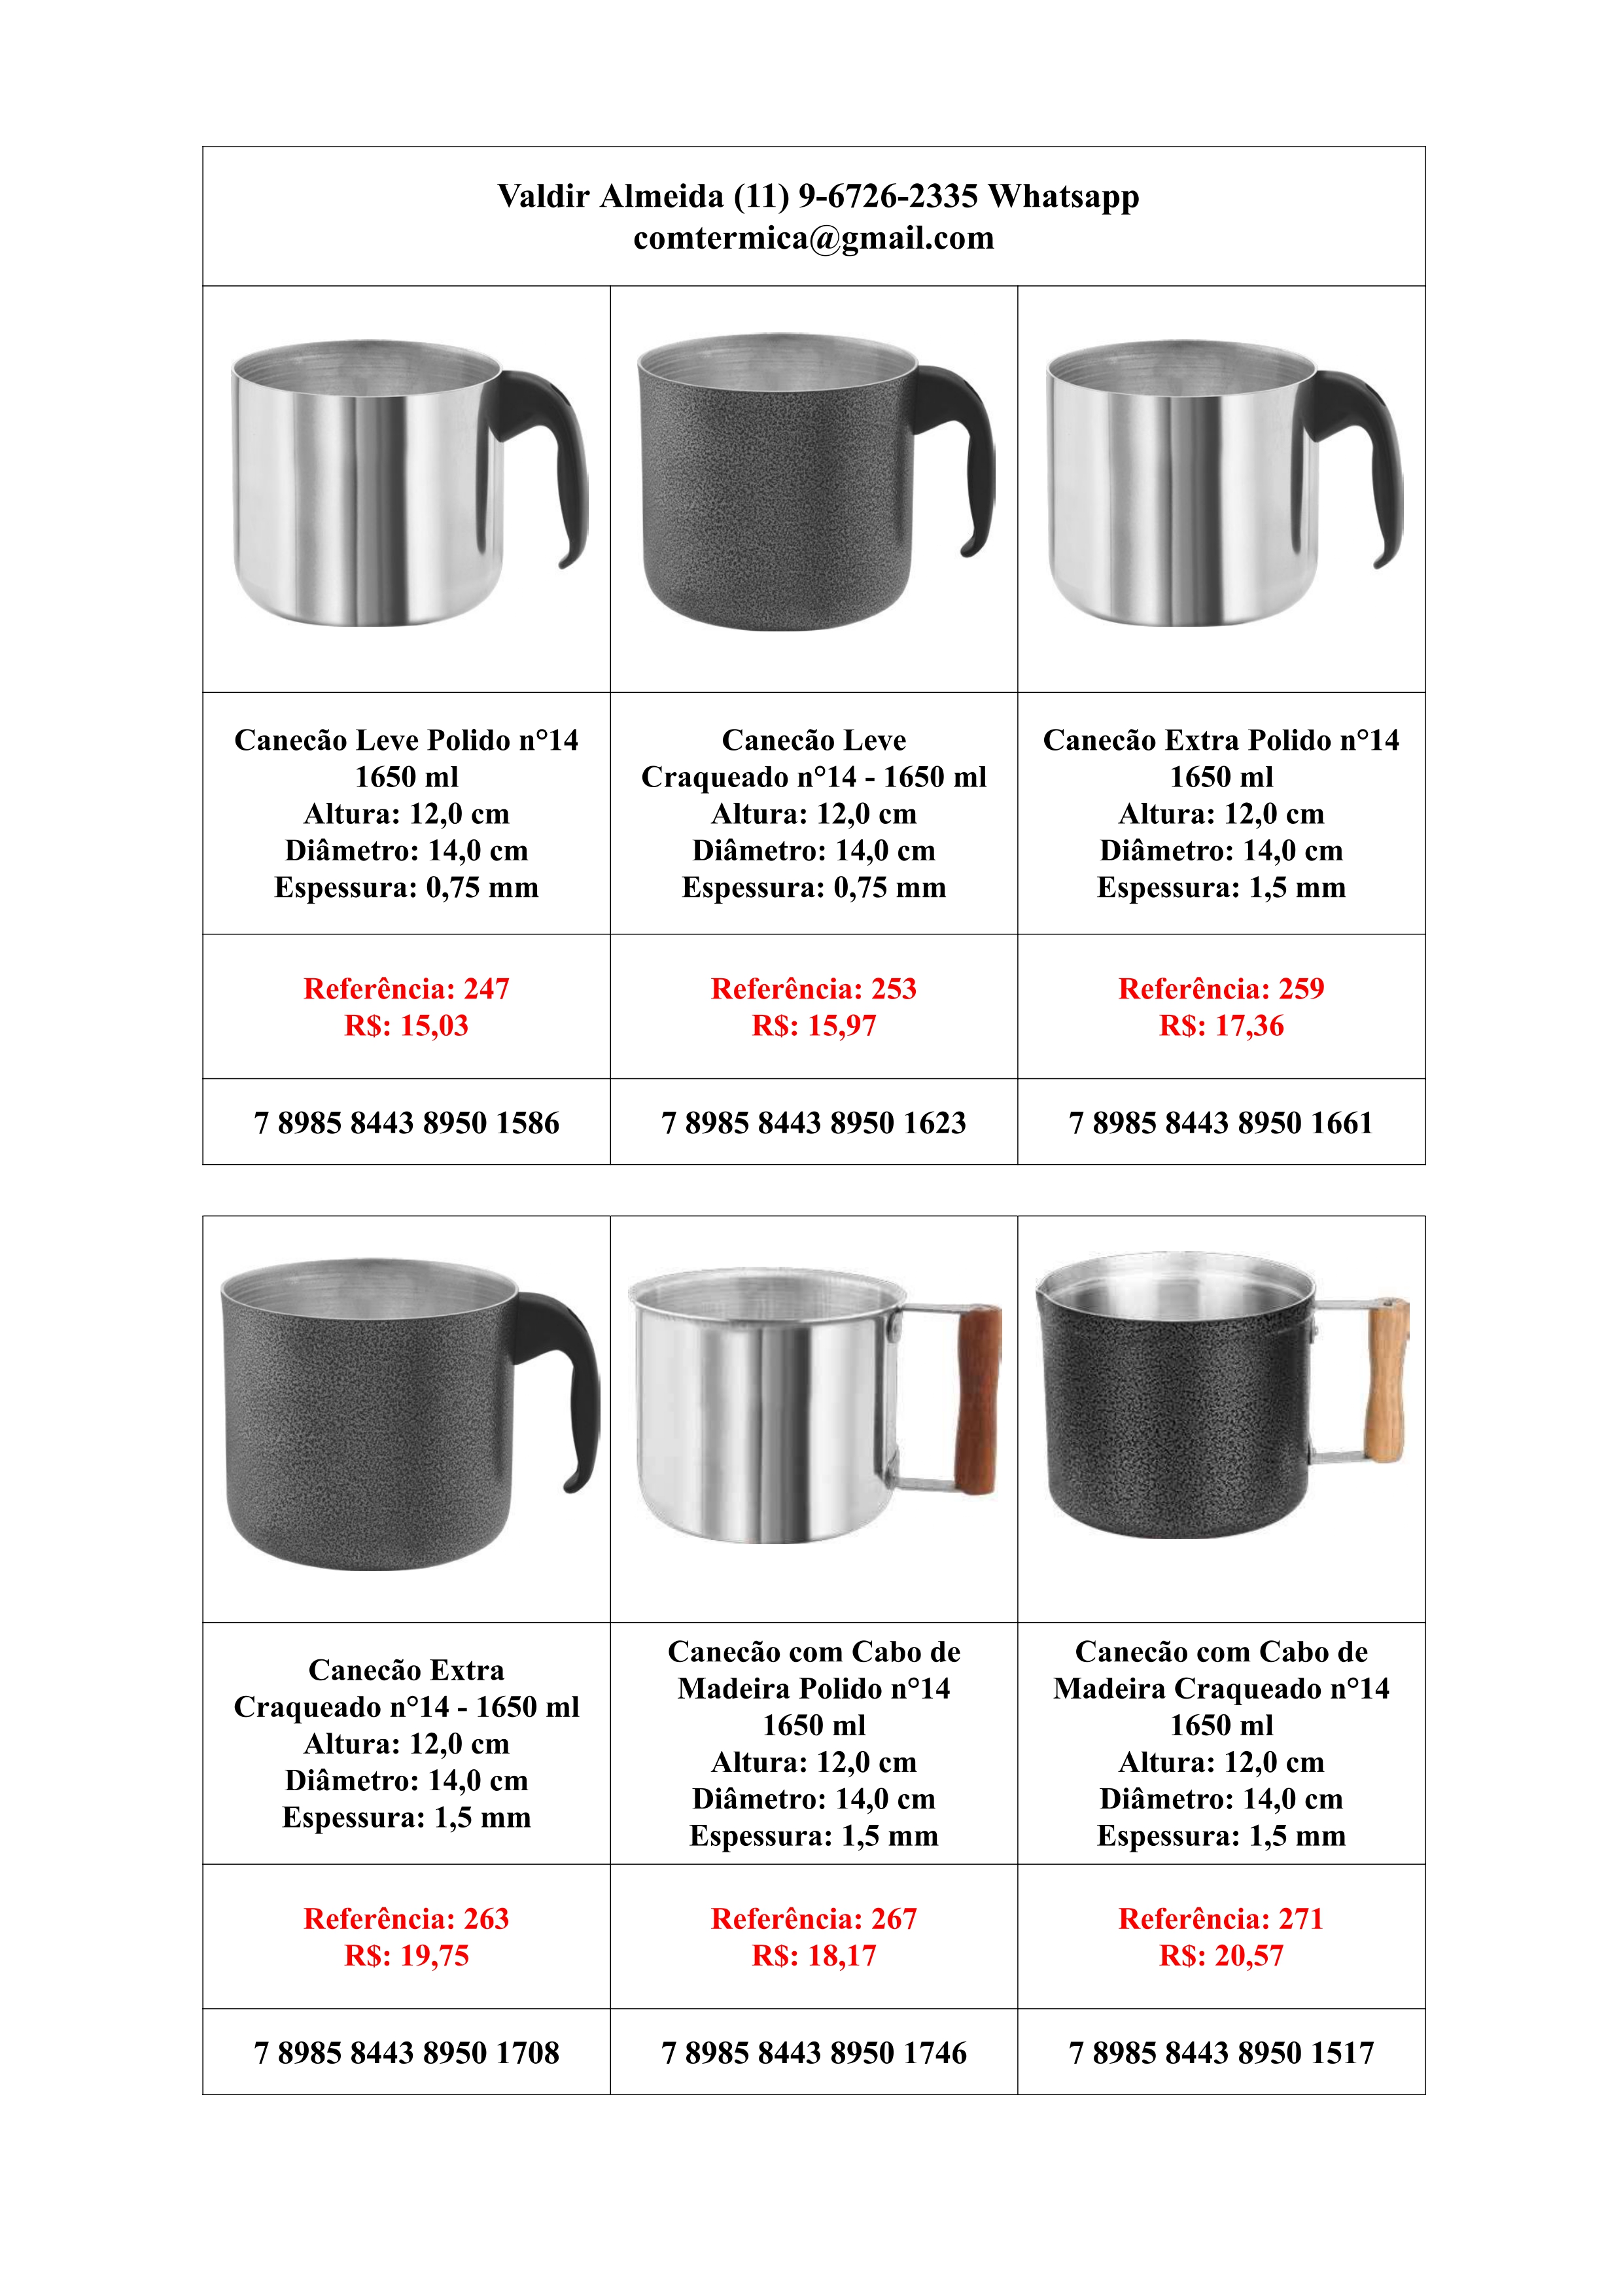 Valdir Almeida (11) 9-6726-2335 Whatsapp
comtermica@gmail.com
Canecão Leve Polido n°14
1650 ml
Altura: 12,0 cm
Diâmetro: 14,0 cm
Espessura: 0,75 mm
Canecão Leve
Craqueado n°14 - 1650 ml
Altura: 12,0 cm
Diâmetro: 14,0 cm
Espessura: 0,75 mm
Canecão Extra Polido n°14
1650 ml
Altura: 12,0 cm
Diâmetro: 14,0 cm
Espessura: 1,5 mm
Referência: 247
R$: 15,03
Referência: 253
R$: 15,97
Referência: 259
R$: 17,36
7 8985 8443 8950 1586
7 8985 8443 8950 1623
7 8985 8443 8950 1661
Canecão Extra
Craqueado n°14 - 1650 ml
Altura: 12,0 cm
Diâmetro: 14,0 cm
Espessura: 1,5 mm
Canecão com Cabo de
Madeira Polido n°14
1650 ml
Altura: 12,0 cm
Diâmetro: 14,0 cm
Espessura: 1,5 mm
Canecão com Cabo de
Madeira Craqueado n°14
1650 ml
Altura: 12,0 cm
Diâmetro: 14,0 cm
Espessura: 1,5 mm
Referência: 263
R$: 19,75
Referência: 267
R$: 18,17
Referência: 271
R$: 20,57
7 8985 8443 8950 1708
7 8985 8443 8950 1746
7 8985 8443 8950 1517